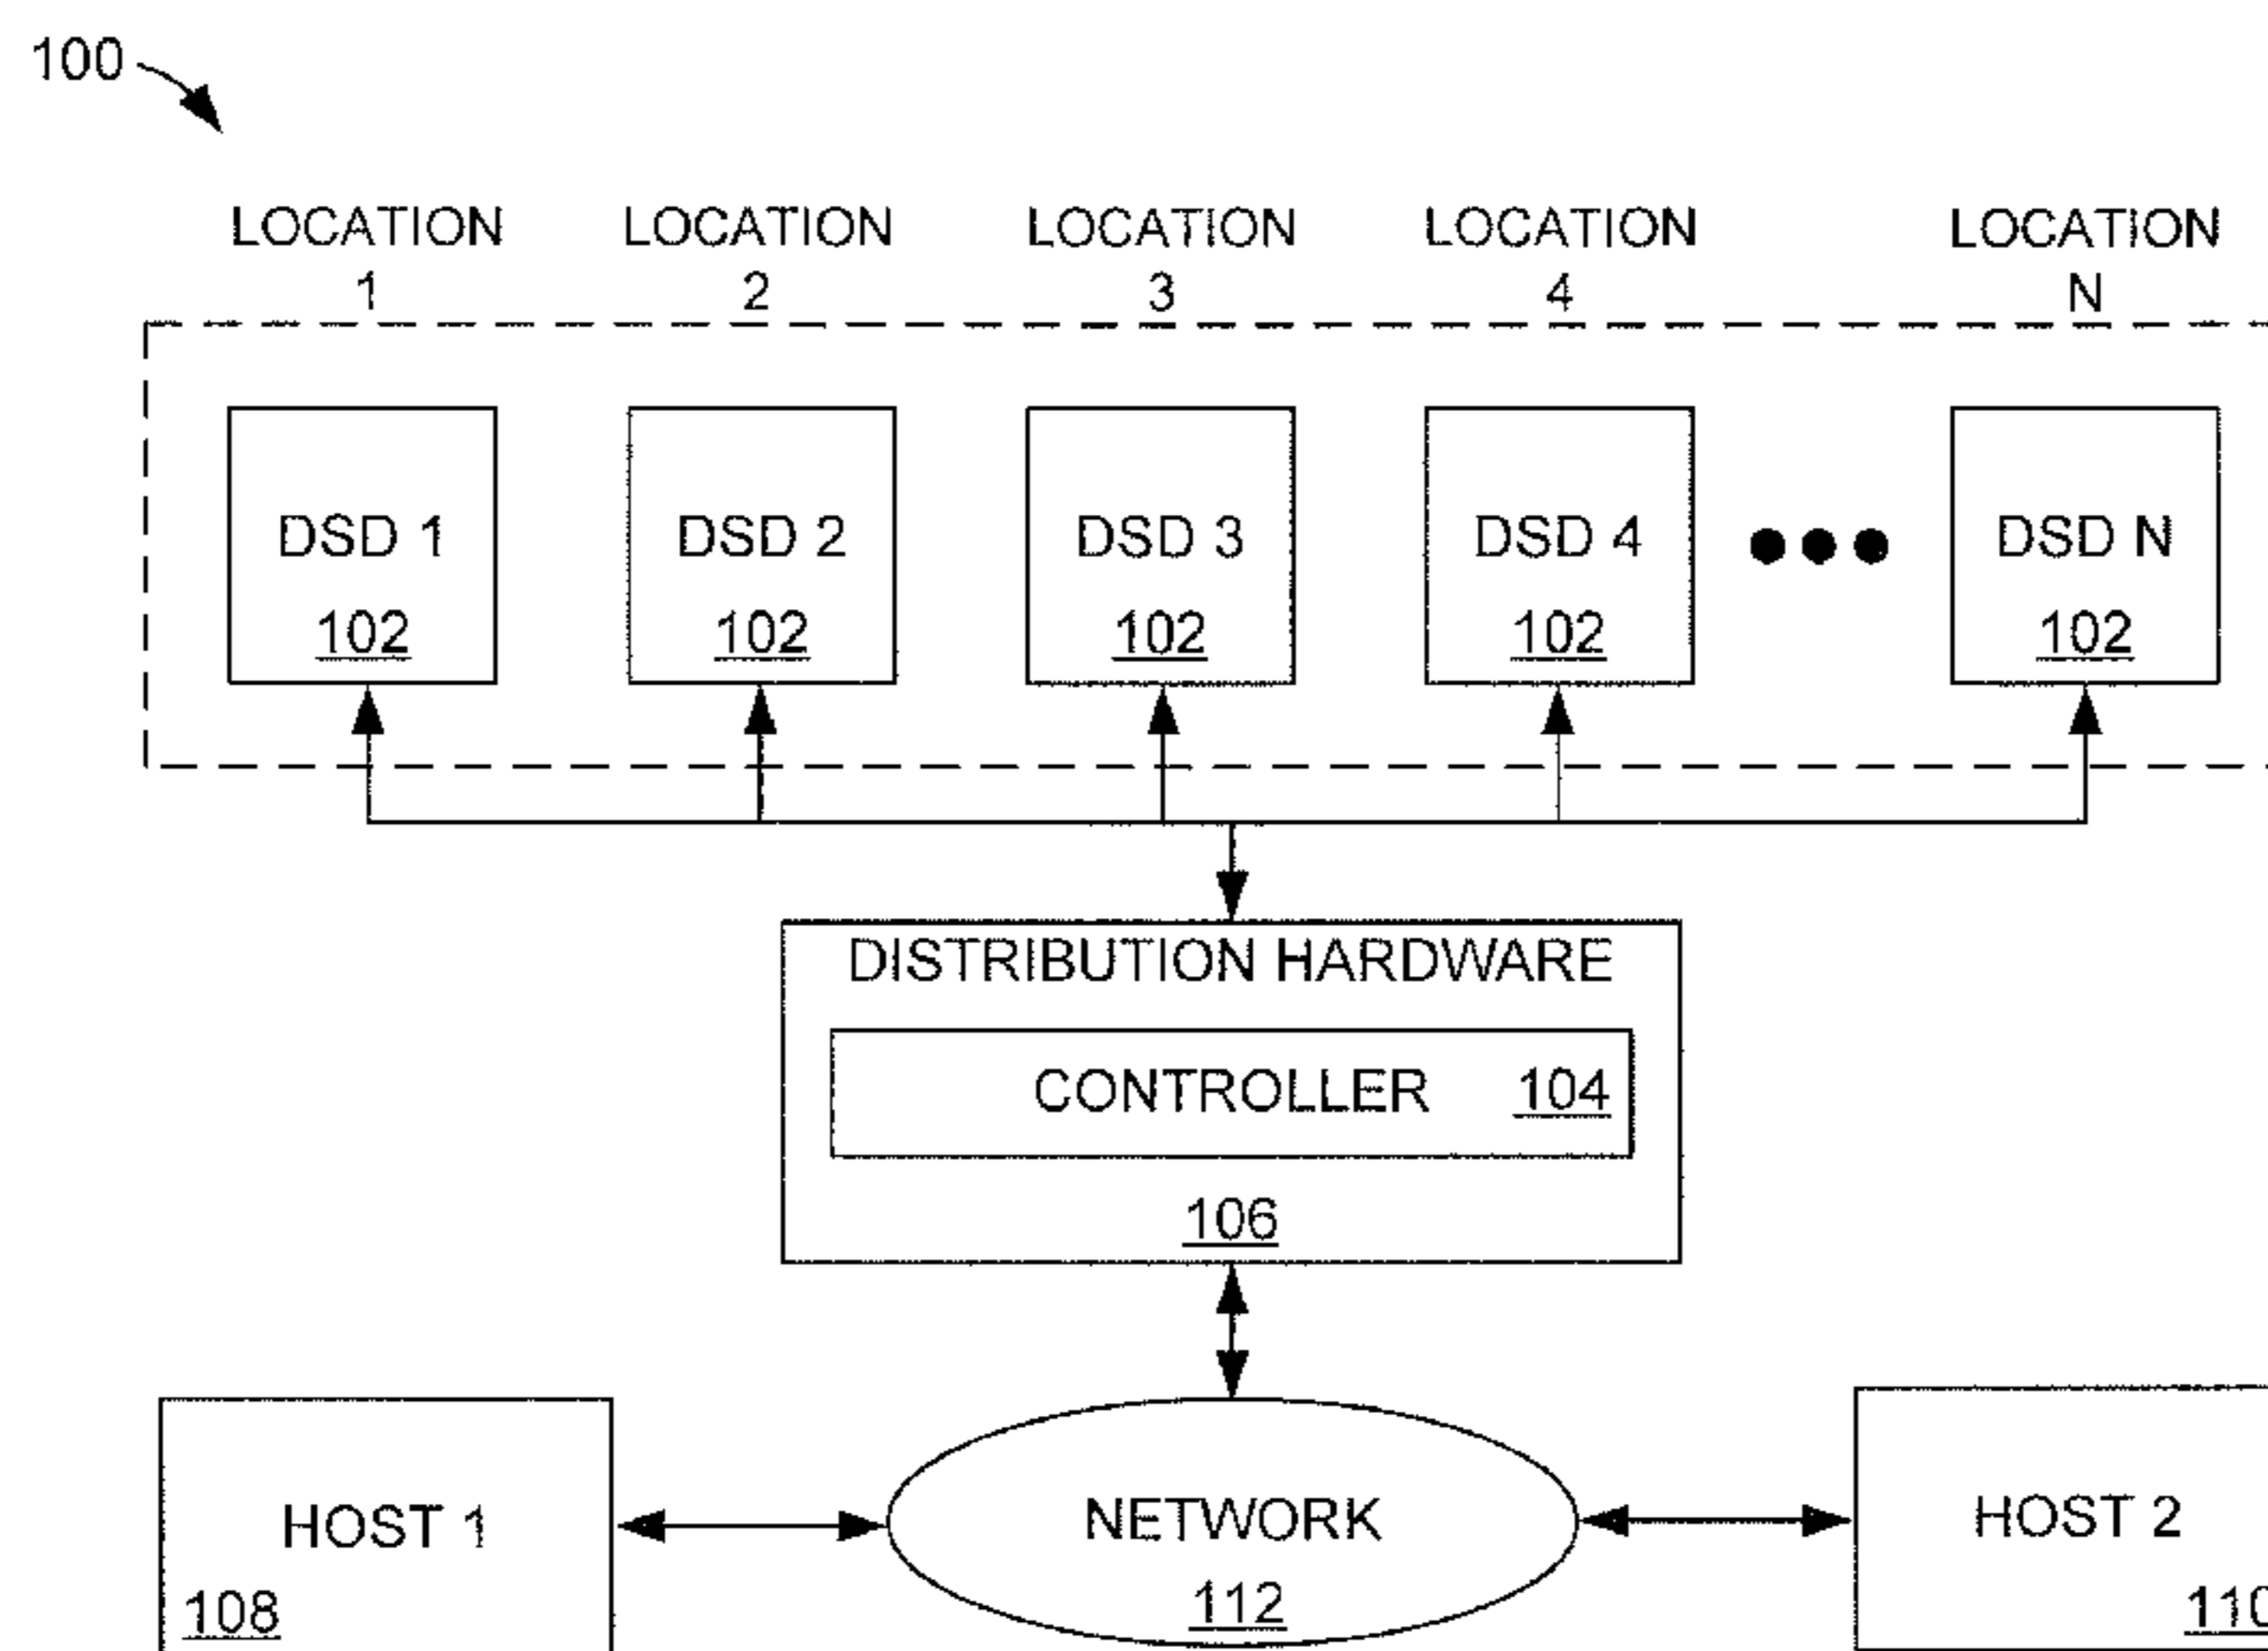 100
LOCATION LOCATION LOCATION LOCATION LOCATION
1 2 3 4 N
DSD 1 DSD 2 DSD 3 DSD 4 DSD N
102 102 102 102 102
DISTRIBUTION HARDWARE
CONTROLLER 104
106
HOST 1 NETWORK HOST 2
108 112 110